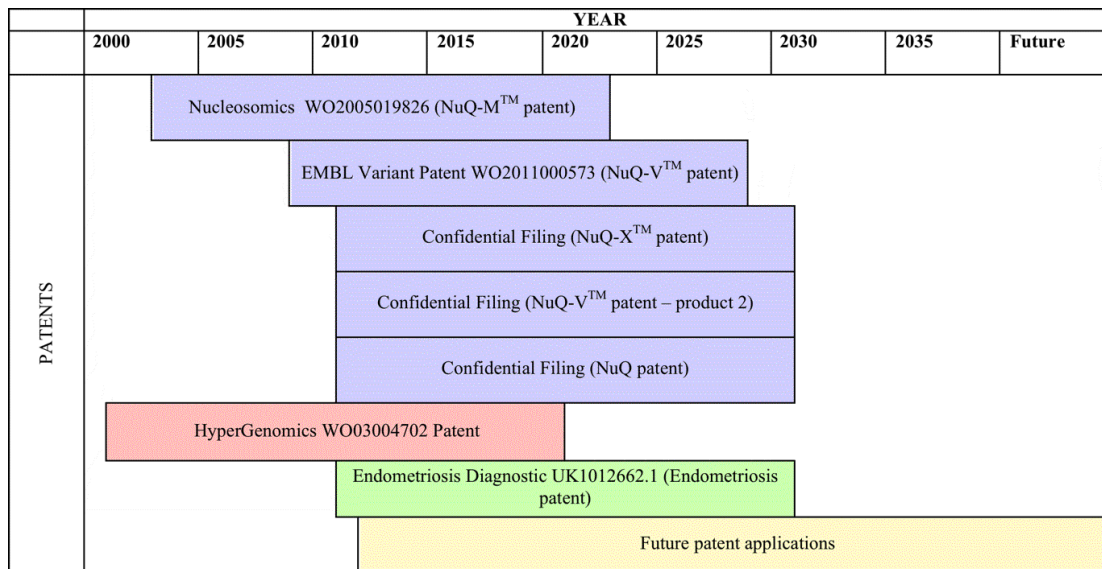 YEAR
2000 2005 2010 2015 2020 2025 2030 2035 Future
PATENTS
Nucleosomics WO2005019826 (NuQ-M™ patent)
EMBL Variant Patent WO2011000573 (NuQ-V™ patent)
Confidential Filing (NuQ-X™ patent)
Confidential Filing (NuQ-V™ patent – product 2)
Confidential Filing (NuQ patent)
HyperGenomics WO03004702 Patent
Endometriosis Diagnostic UK1012662.1 (Endometriosis
patent)
Future patent applications